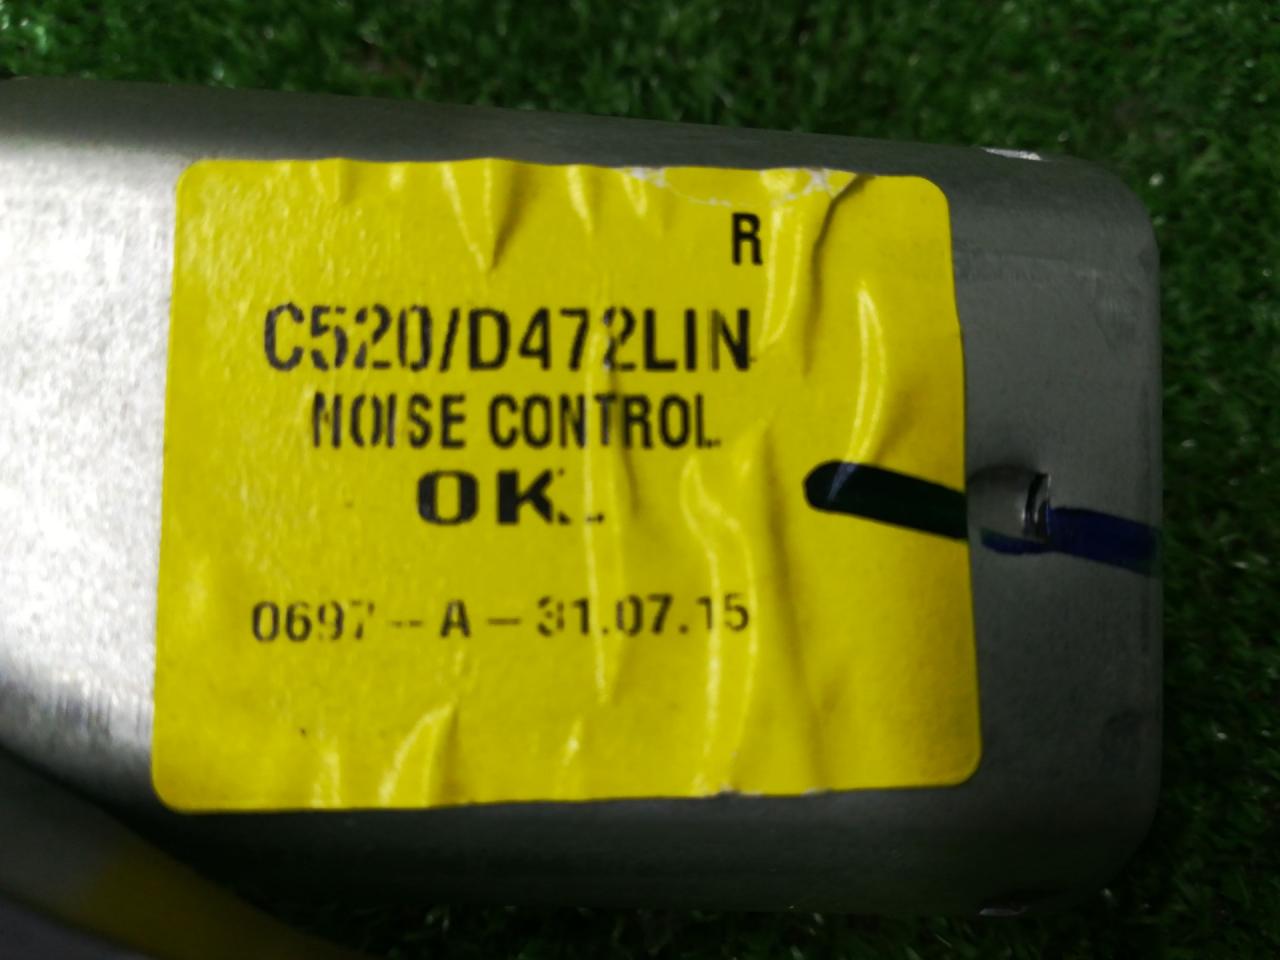 R
C520/D472LIN
NOISE CONTROL
OK
0697-A-31.07.15